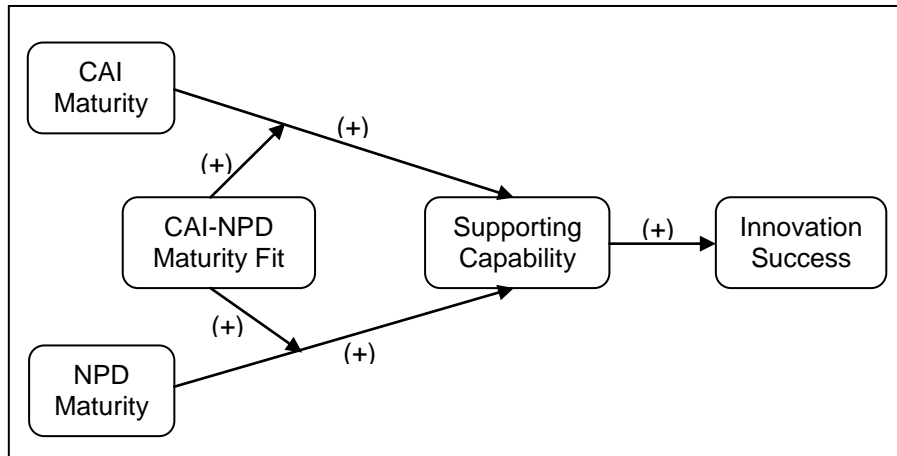 CAI
Maturity
(+)
(+)
CAI-NPD
Maturity Fit
Supporting
Capability
(+)
Innovation
Success
(+)
(+)
NPD
Maturity